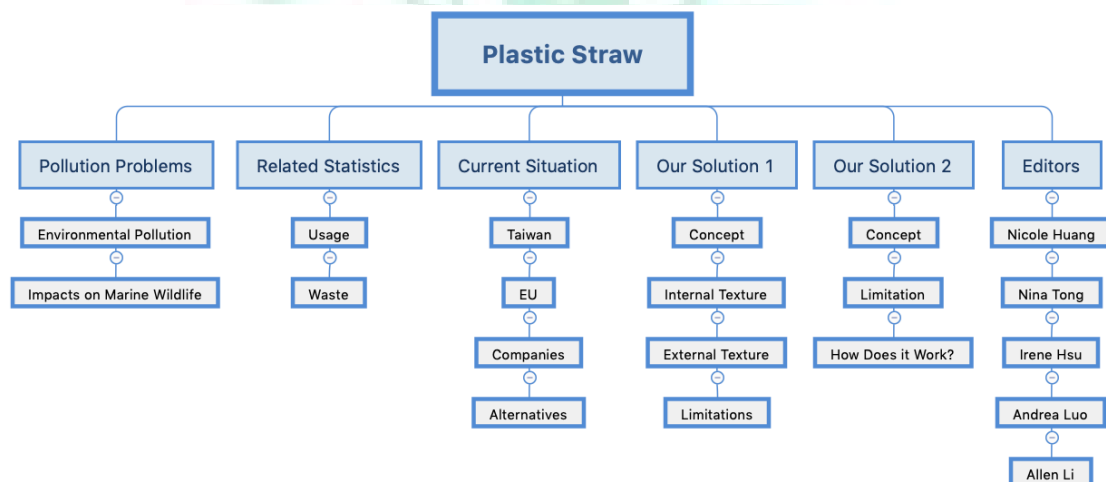 Plastic Straw
Pollution Problems
Environmental Pollution
Impacts on Marine Wildlife
Related Statistics
Usage
Waste
Current Situation
Taiwan
EU
Companies
Alternatives
Our Solution 1
Concept
Internal Texture
External Texture
Limitations
Our Solution 2
Concept
Limitation
How Does it Work?
Editors
Nicole Huang
Nina Tong
Irene Hsu
Andrea Luo
Allen Li